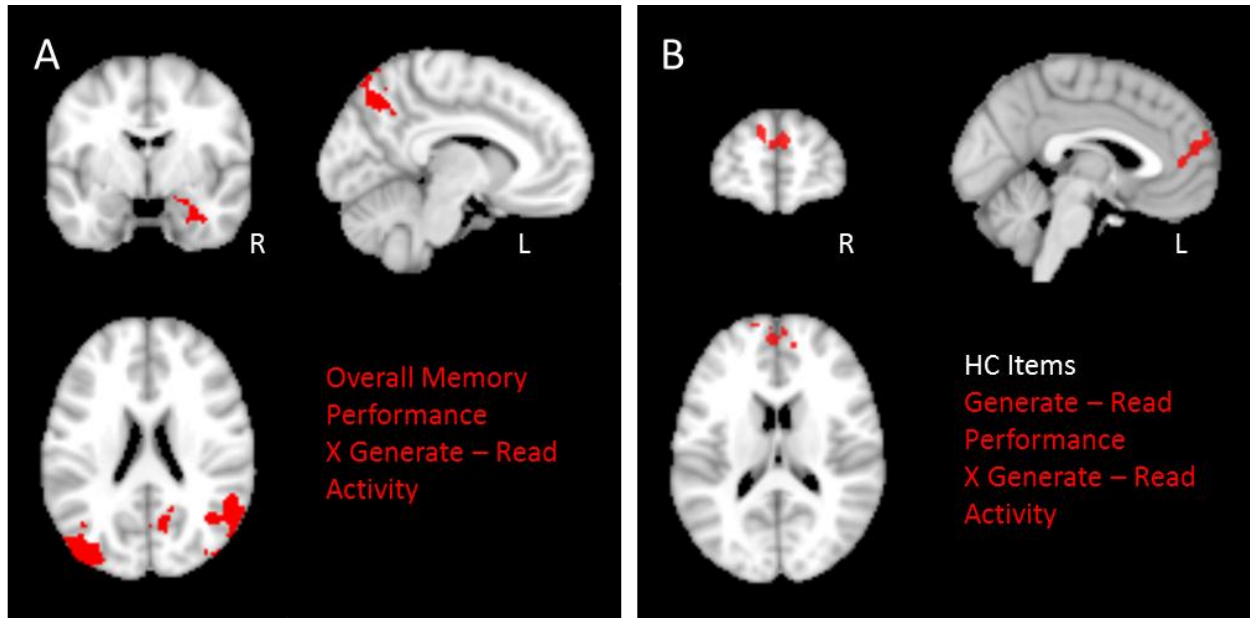 A
R
L
Overall Memory
Performance
X Generate – Read
Activity
B
R
L
HC Items
Generate – Read
Performance
X Generate – Read
Activity